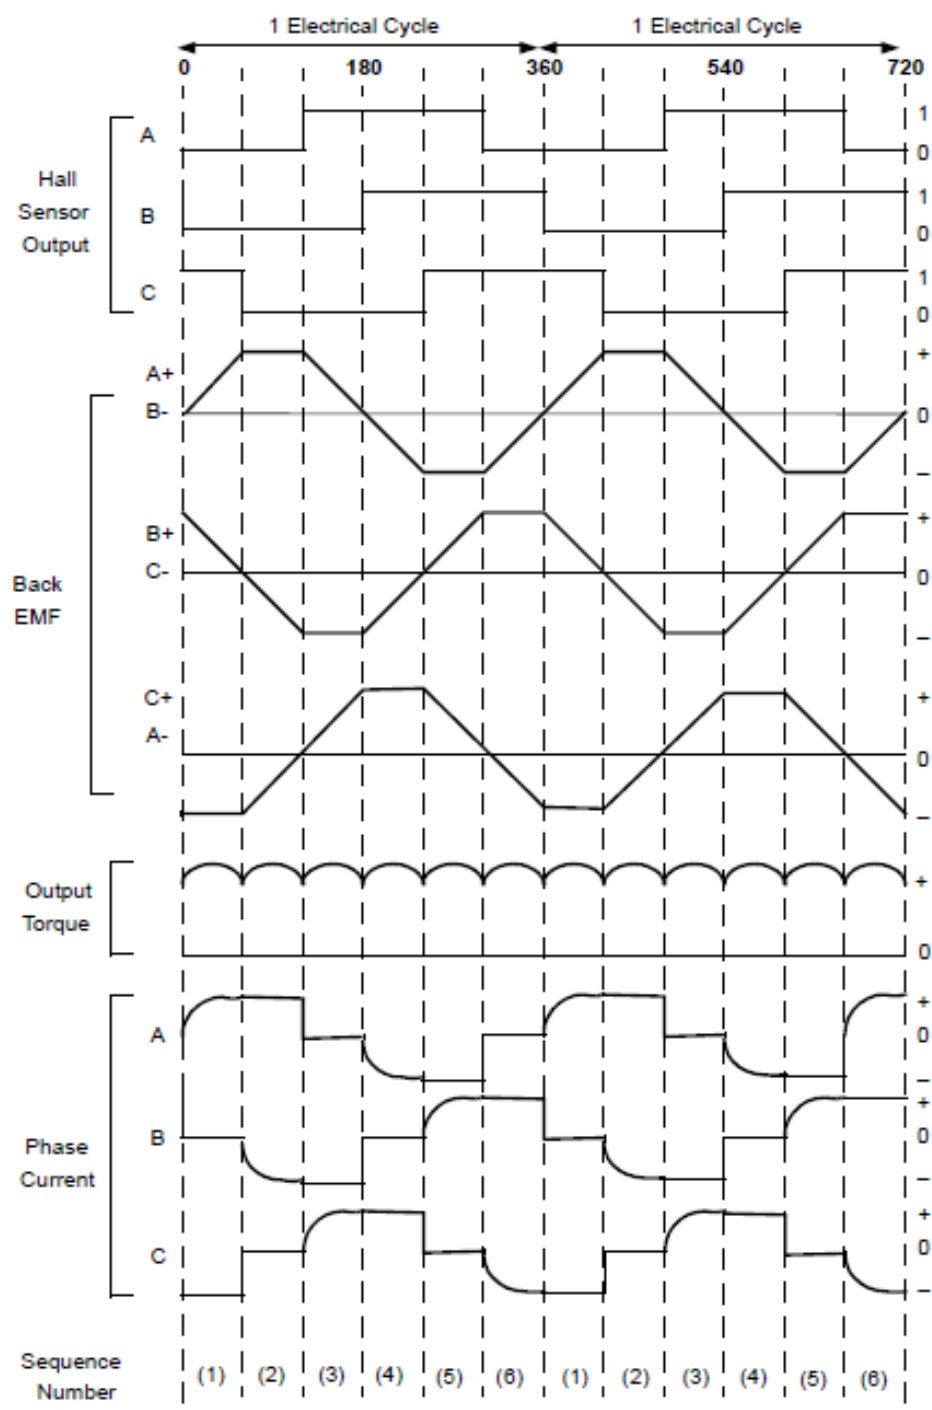 1 Electrical Cycle 1 Electrical Cycle
0 180 360 540 720
Hall
Sensor
Output
A 1
0
B 1
0
C 1
0
Back
EMF
A+ +
B- 0
–
B+ +
C- 0
–
C+ +
A- 0
–
Output
Torque
+
0
Phase
Current
A +
0
–
B +
0
–
C +
0
–
Sequence
Number
(1) (2) (3) (4) (5) (6) (1) (2) (3) (4) (5) (6)